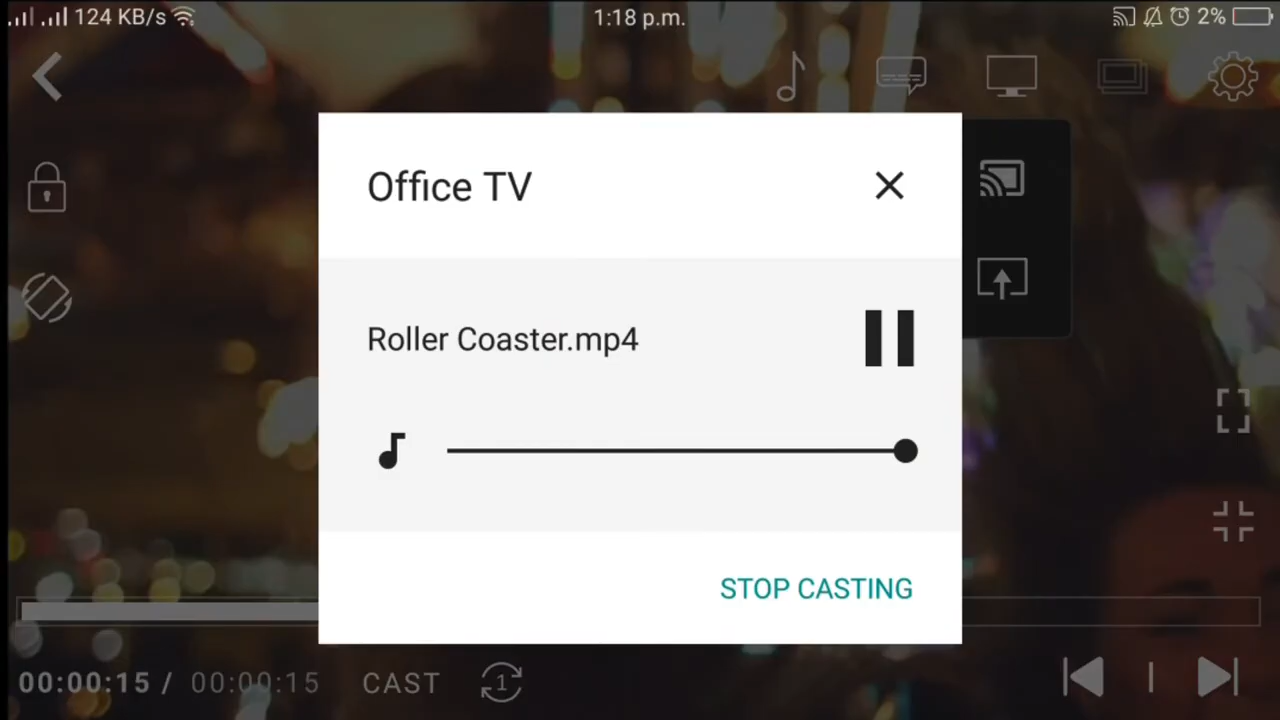 124 KB/s 1:18 p.m. 2%
Office TV
Roller Coaster.mp4
STOP CASTING
00:00:15 / 00:00:15 CAST 1